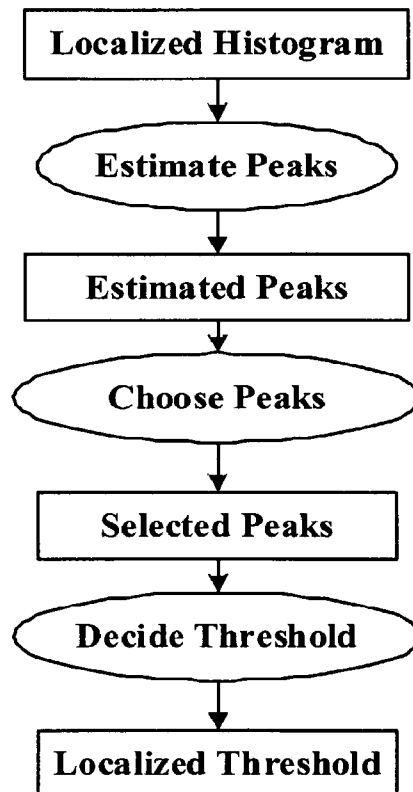 Localized Histogram
Estimate Peaks
Estimated Peaks
Choose Peaks
Selected Peaks
Decide Threshold
Localized Threshold